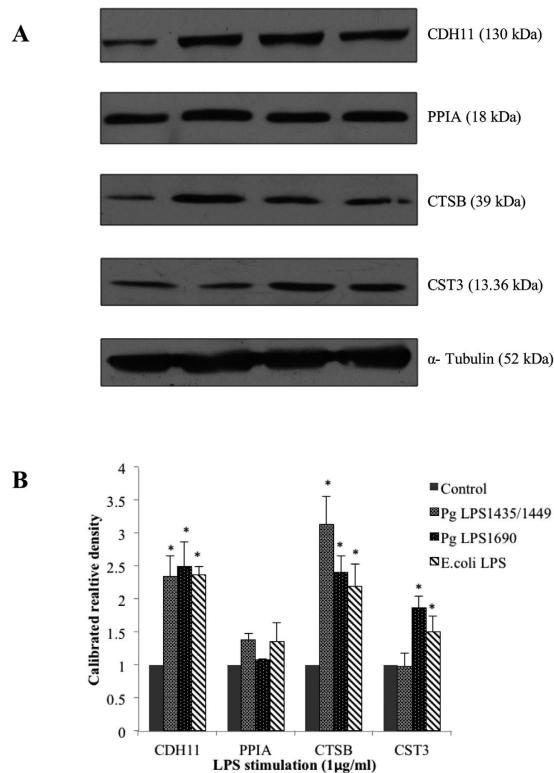 A
CDH11 (130 kDa)
PPIA (18 kDa)
CTSB (39 kDa)
CST3 (13.36 kDa)
α- Tubulin (52 kDa)
B
Calibrated realtive density
4
3.5
3
2.5
2
1.5
1
0.5
0
* * *
* * *
* *
Control
Pg LPS1435/1449
Pg LPS1690
E.coli LPS
CDH11 PPIA CTSB CST3
LPS stimulation (1µg/ml)